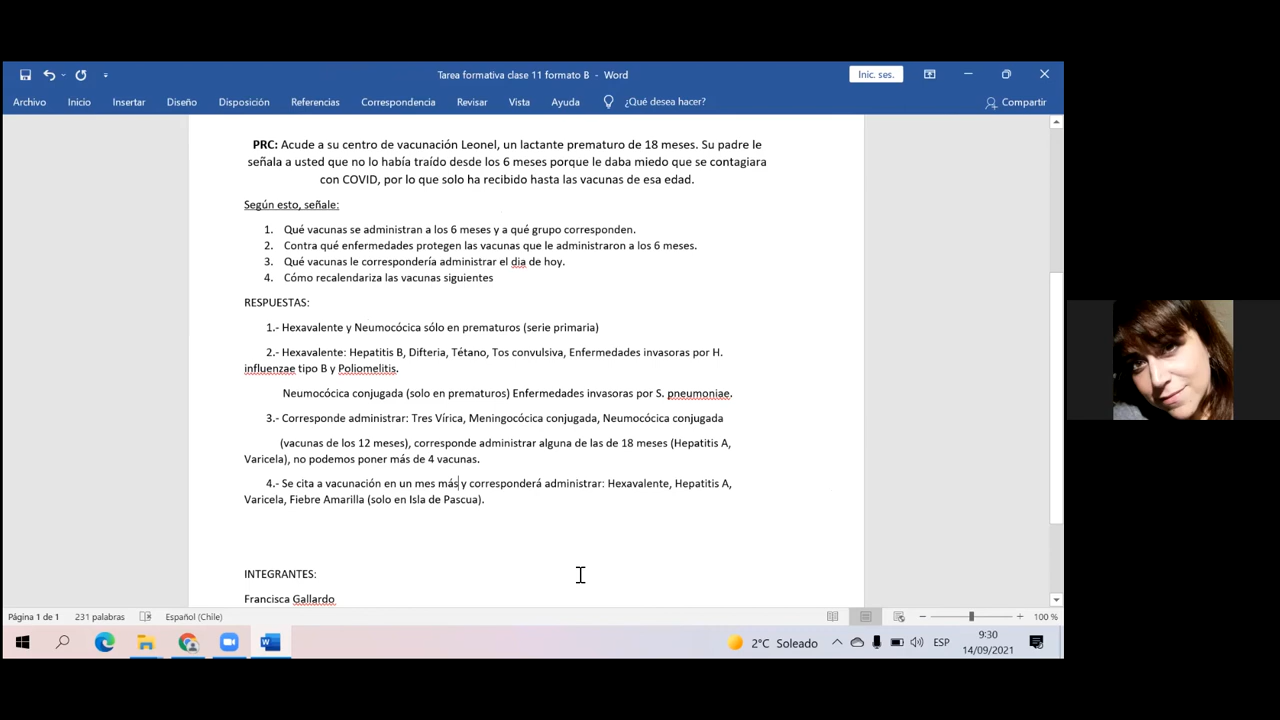 Tarea formativa clase 11 formato B - Word
Inic. ses.
Archivo Inicio Insertar Diseño Disposición Referencias Correspondencia Revisar Vista Ayuda ¿Qué desea hacer? Compartir
PRC: Acude a su centro de vacunación Leonel, un lactante prematuro de 18 meses. Su padre le
señala a usted que no lo había traído desde los 6 meses porque le daba miedo que se contagiara
con COVID, por lo que solo ha recibido hasta las vacunas de esa edad.
Según esto, señale:
1. Qué vacunas se administran a los 6 meses y a qué grupo corresponden.
2. Contra qué enfermedades protegen las vacunas que le administraron a los 6 meses.
3. Qué vacunas le correspondería administrar el dia de hoy.
4. Cómo recalendariza las vacunas siguientes
RESPUESTAS:
1.- Hexavalente y Neumocócica sólo en prematuros (serie primaria)
2.- Hexavalente: Hepatitis B, Difteria, Tétano, Tos convulsiva, Enfermedades invasoras por H.
influenzae tipo B y Poliomelitis.
Neumocócica conjugada (solo en prematuros) Enfermedades invasoras por S. pneumoniae.
3.- Corresponde administrar: Tres Vírica, Meningocócica conjugada, Neumocócica conjugada
(vacunas de los 12 meses), corresponde administrar alguna de las de 18 meses (Hepatitis A,
Varicela), no podemos poner más de 4 vacunas.
4.- Se cita a vacunación en un mes más y corresponderá administrar: Hexavalente, Hepatitis A,
Varicela, Fiebre Amarilla (solo en Isla de Pascua).
INTEGRANTES:
Francisca Gallardo
Página 1 de 1 231 palabras Español (Chile) 100 %
2°C Soleado ESP 9:30
14/09/2021